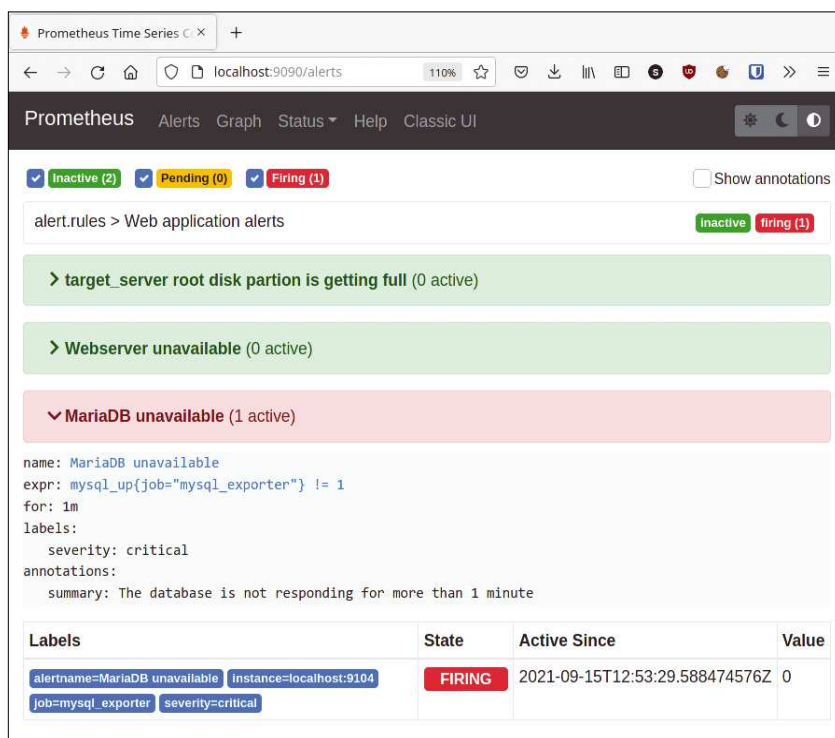 Prometheus Time Series C
localhost:9090/alerts 110%
Prometheus Alerts Graph Status Help Classic UI
Inactive (2) Pending (0) Firing (1) Show annotations
alert.rules > Web application alerts inactive firing (1)
target_server root disk partion is getting full (0 active)
Webserver unavailable (0 active)
MariaDB unavailable (1 active)
name: MariaDB unavailable
expr: mysql_up{job="mysql_exporter"} != 1
for: 1m
labels:
severity: critical
annotations:
summary: The database is not responding for more than 1 minute
Labels State Active Since Value
alertname=MariaDB unavailable instance=localhost:9104 FIRING 2021-09-15T12:53:29.588474576Z 0
job=mysql_exporter severity=critical